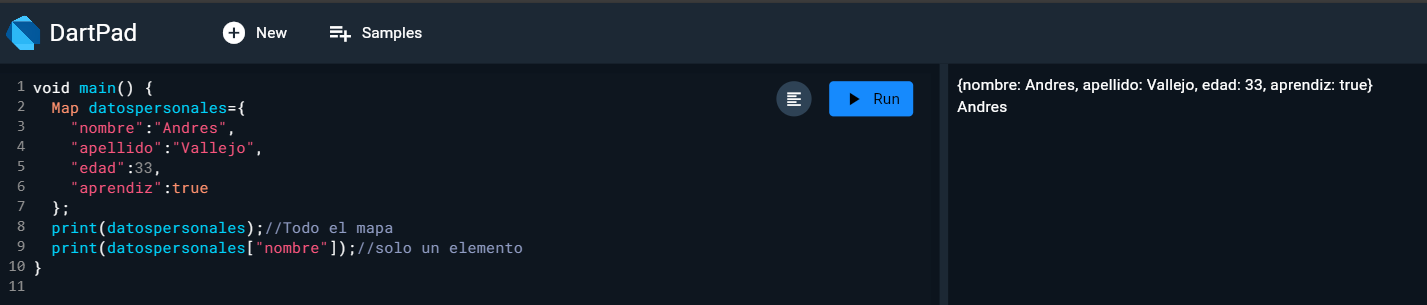 DartPad New Samples
1 void main() {
2 Map datospersonales={
3 "nombre":"Andres",
4 "apellido":"Vallejo",
5 "edad":33,
6 "aprendiz":true
7 };
8 print(datospersonales);//Todo el mapa
9 print(datospersonales["nombre"]);//solo un elemento
10 }
11
Run
{nombre: Andres, apellido: Vallejo, edad: 33, aprendiz: true}
Andres